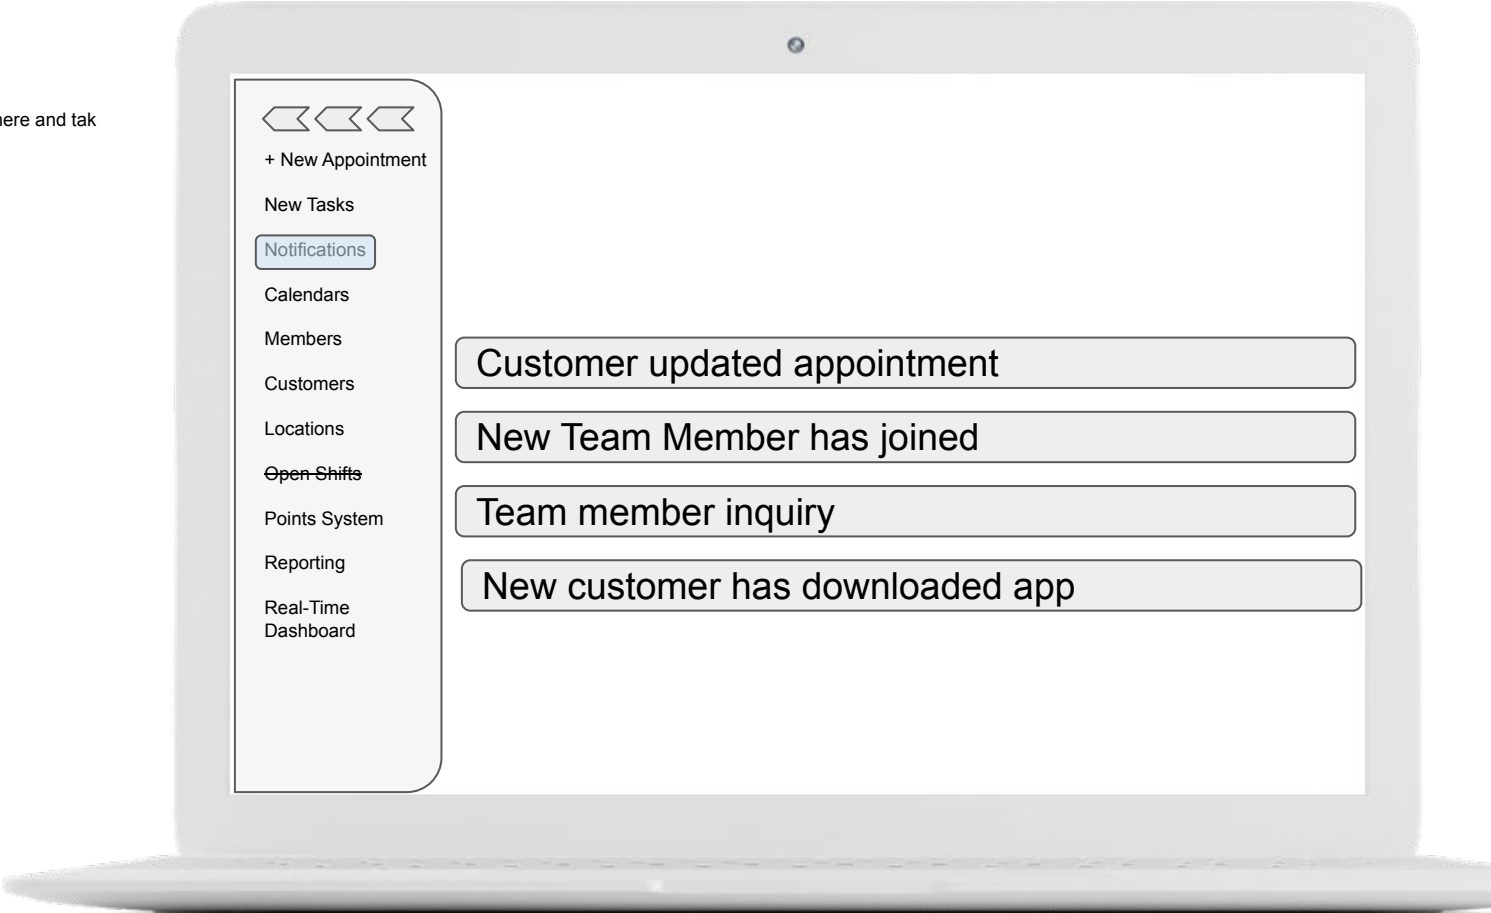 here and tak
+ New Appointment
New Tasks
Notifications
Calendars
Members
Customers
Locations
Open Shifts
Points System
Reporting
Real-Time
Dashboard
Customer updated appointment
New Team Member has joined
Team member inquiry
New customer has downloaded app